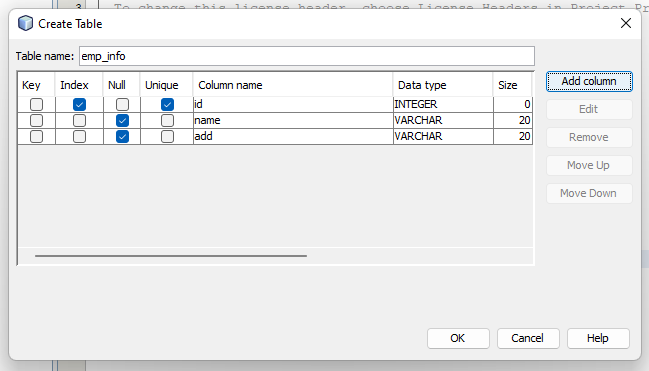 3 To change this license header, choose License Headers in Project Pr
Create Table
Table name: emp_info
Key Index Null Unique Column name Data type Size
id INTEGER 0
name VARCHAR 20
add VARCHAR 20
Add column
Edit
Remove
Move Up
Move Down
OK Cancel Help